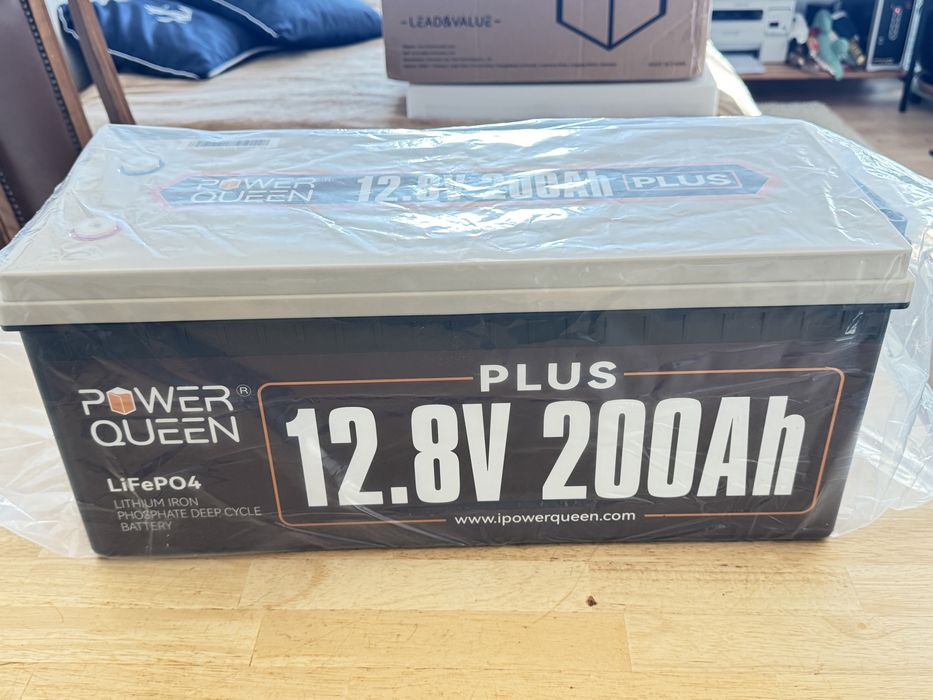 -LEAD&VALUE-
POWER
QUEEN
12.8V 200Ah PLUS
PLUS
POWER®
QUEEN
12.8V 200Ah
LiFePO4
LITHIUM IRON
PHOSPHATE DEEP CYCLE
BATTERY
www.ipowerqueen.com